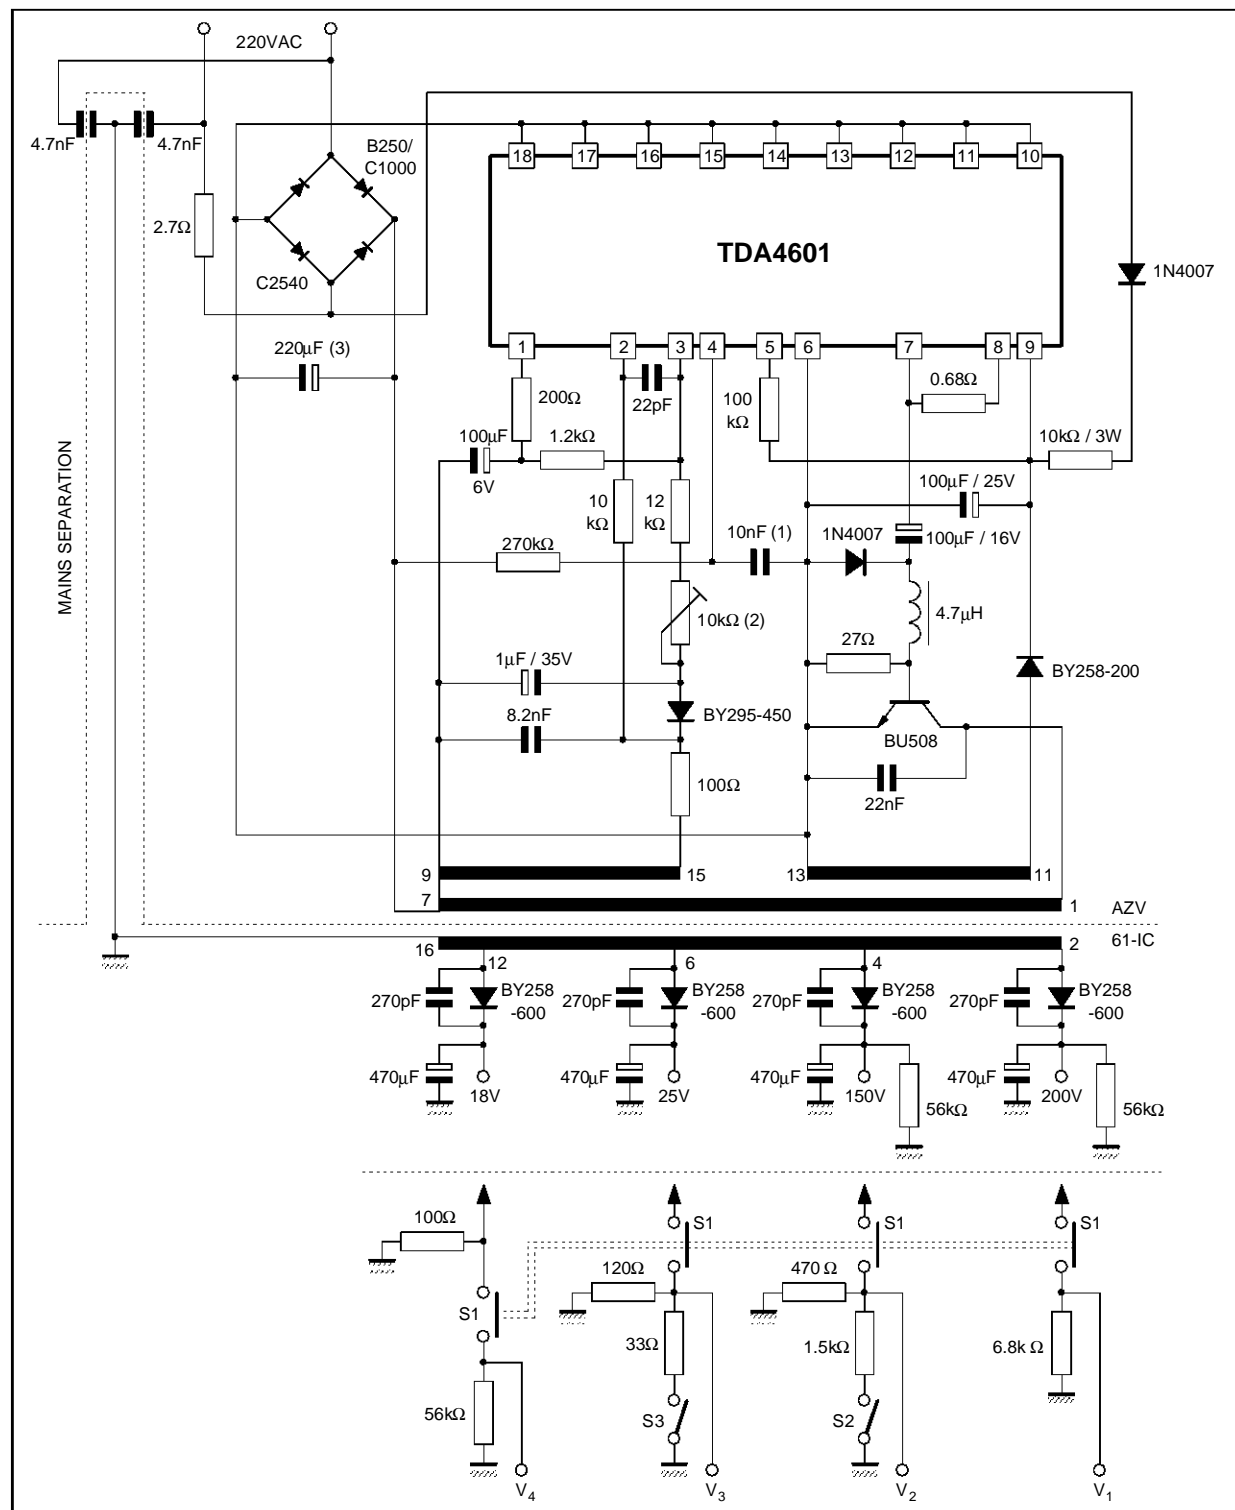 220VAC
4.7nF
4.7nF
B250/
C1000
18
17
16
15
14
13
12
11
10
2.7Ω
TDA4601
1N4007
C2540
1
2
3
4
5
6
7
8
9
220µF (3)
MAINS SEPARATION
200Ω
22pF
100
kΩ
0.68Ω
100µF
6V
1.2kΩ
10kΩ / 3W
10
kΩ
12
kΩ
100µF / 25V
270kΩ
10nF (1)
1N4007
100µF / 16V
10kΩ (2)
4.7µH
27Ω
1µF / 35V
BY258-200
8.2nF
BY295-450
BU508
100Ω
22nF
9
15
13
11
7
1
AZV
61-IC
16
2
12
6
4
270pF
BY258
-600
270pF
BY258
-600
270pF
BY258
-600
270pF
BY258
-600
470µF
18V
470µF
25V
470µF
150V
56kΩ
470µF
200V
56kΩ
100Ω
S1
S1
S1
120Ω
470 Ω
S1
33Ω
1.5kΩ
6.8k Ω
56kΩ
S3
S2
V4
V3
V2
V1